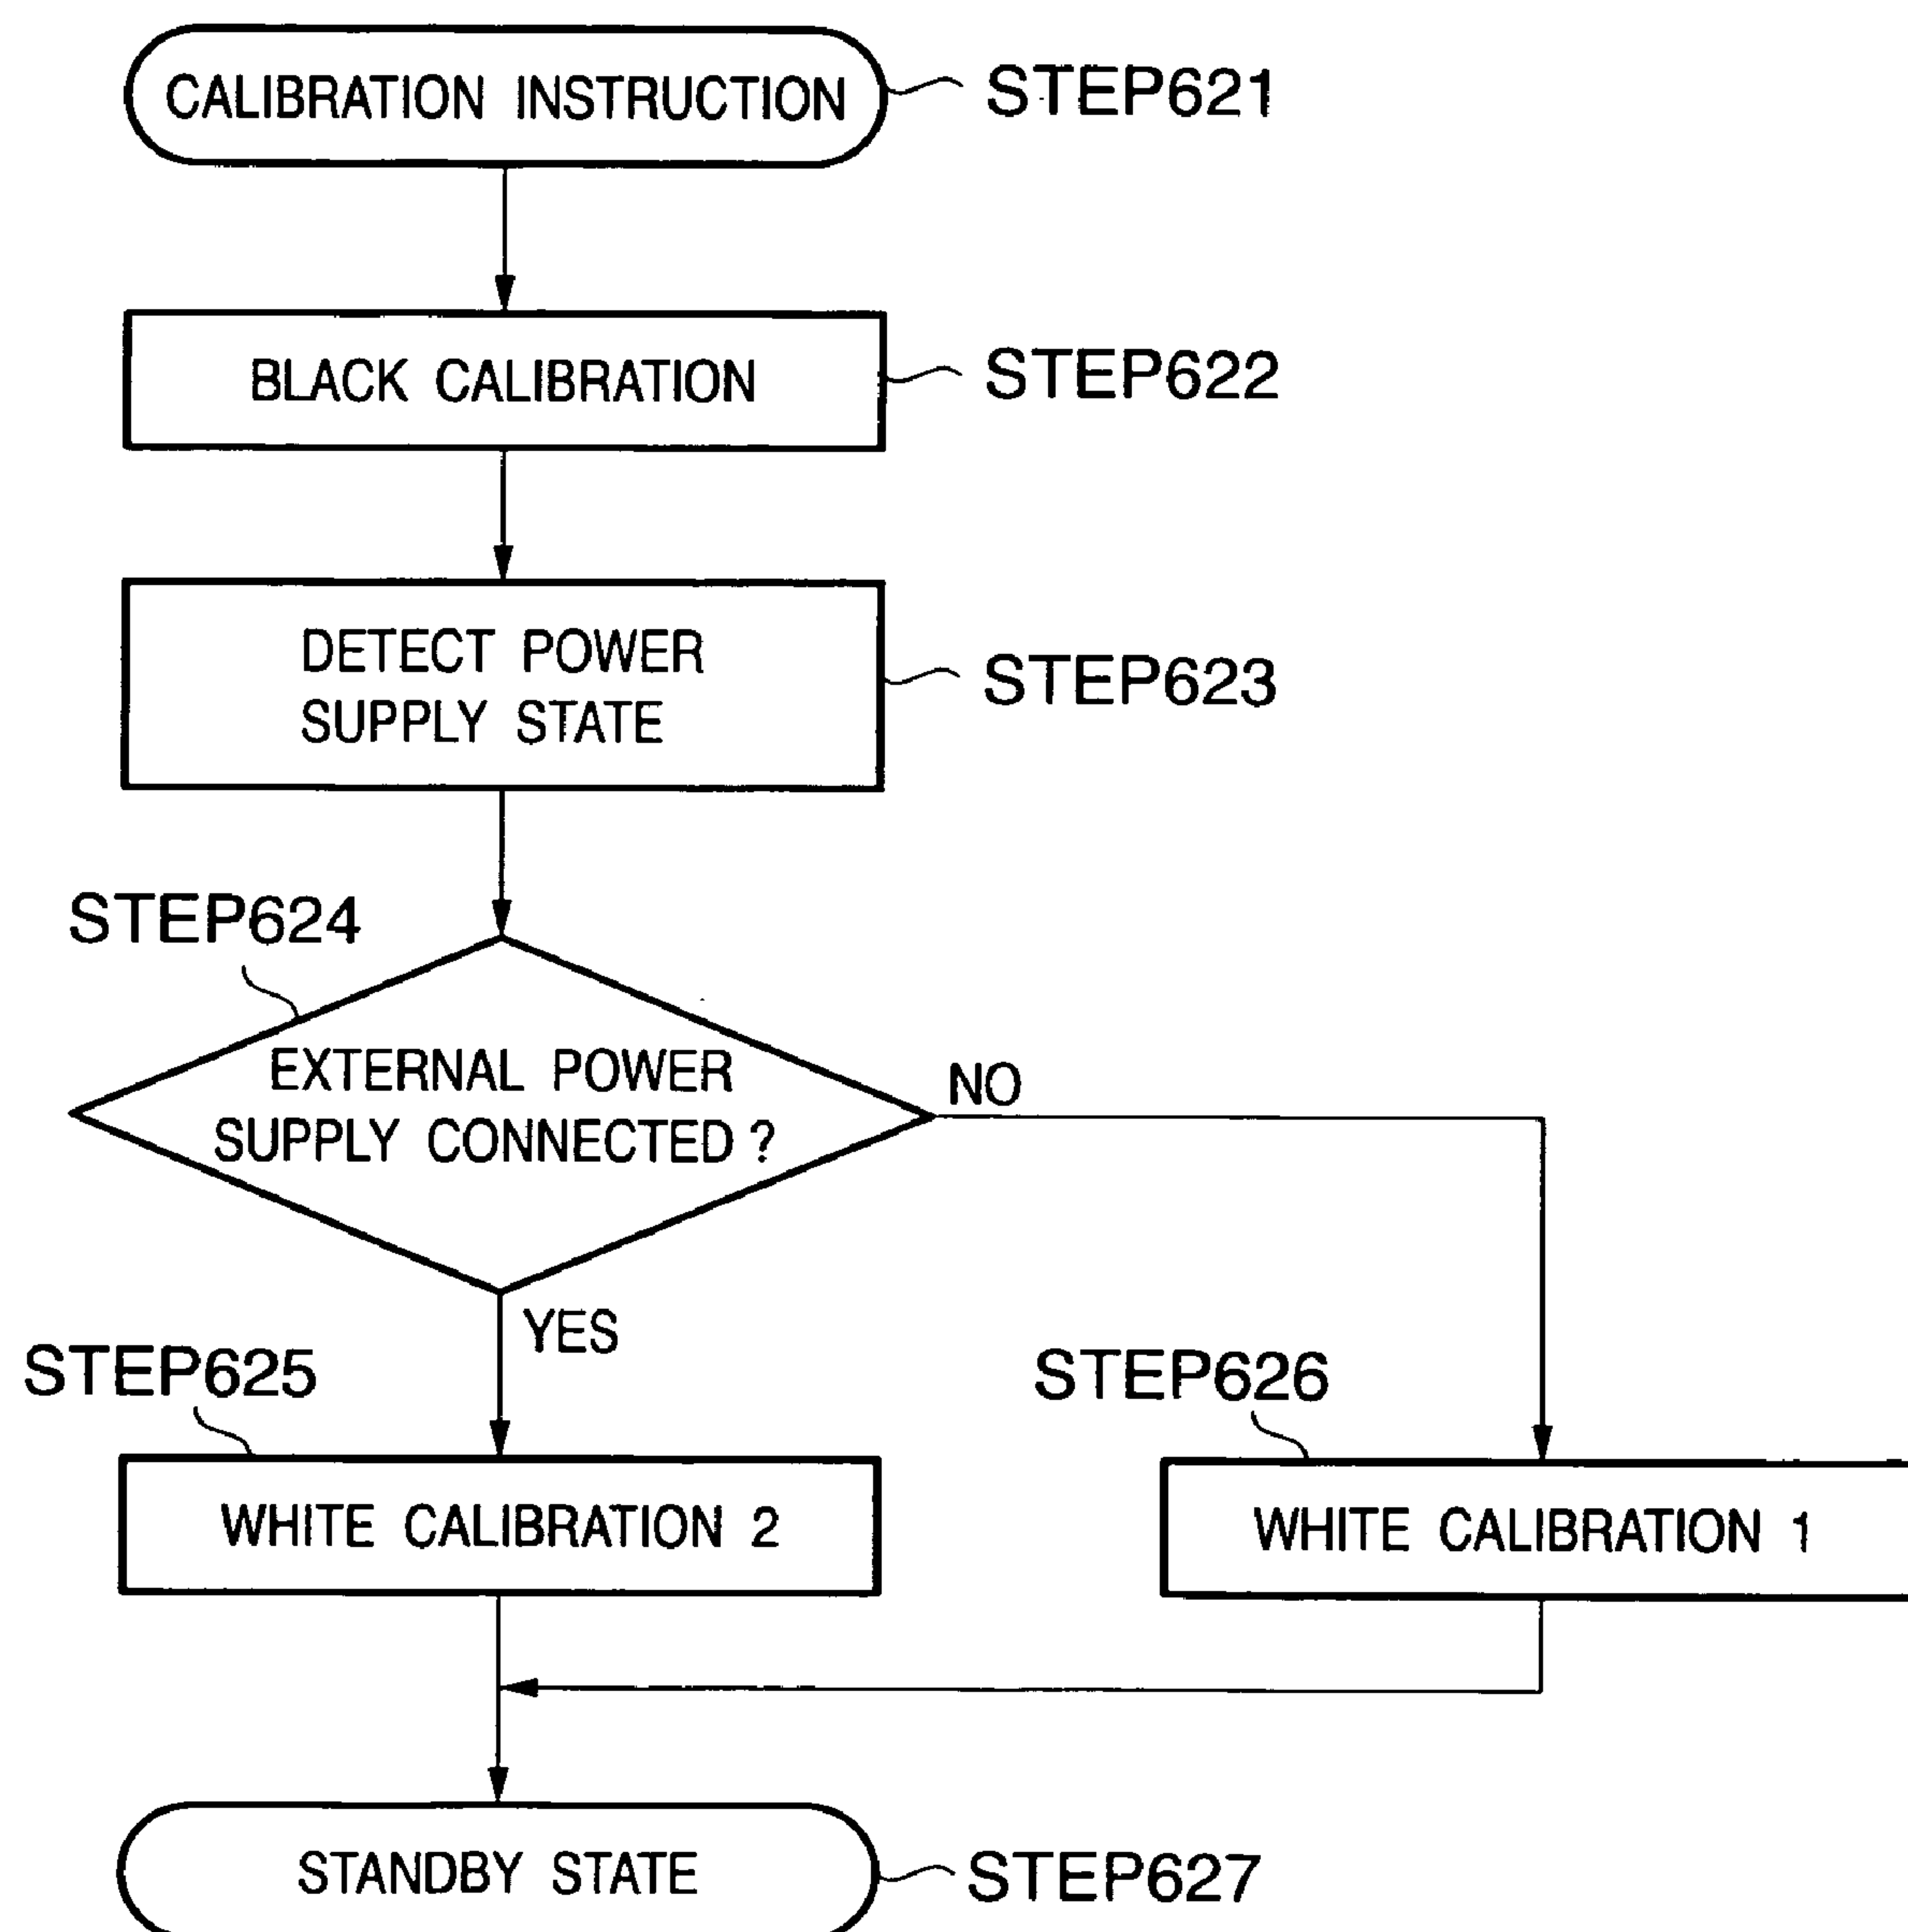 CALIBRATION INSTRUCTION
STEP621
BLACK CALIBRATION
STEP622
DETECT POWER
SUPPLY STATE
STEP623
STEP624
EXTERNAL POWER
SUPPLY CONNECTED ?
NO
YES
STEP625
STEP626
WHITE CALIBRATION 2
WHITE CALIBRATION 1
STANDBY STATE
STEP627